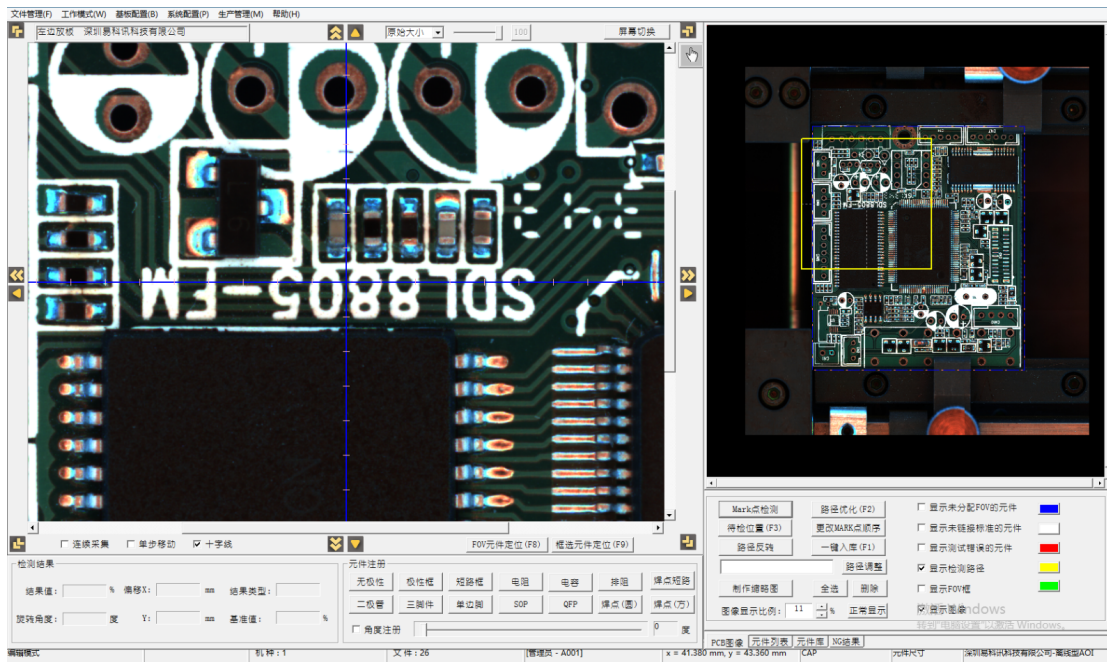 文件管理(F) 工作模式(W) 基板配置(B) 系统配置(P) 生产管理(M) 帮助(H)
左边放板 深圳易科讯科技有限公司
原始大小
100
屏幕切换
SDL8805-FM
连续采集 单步移动 十字线
FOV元件定位(F8) 框选元件定位(F9)
检测结果
结果值: % 偏移X: mm 结果类型:
旋转角度: 度 Y: mm 基准值: %
元件注册
无极性 极性框 短路框 电阻 电容 排阻 焊点短路
二极管 三脚件 单边脚 SOP QFP 焊点(圆) 焊点(方)
角度注册 0 度
Mark点检测 路径优化(F2)
待检位置(F3) 更改MARK点顺序
路径反转 一键入库(F1)
路径调整
制作缩略图 全选 删除
图像显示比例: 11 % 正常显示
显示未分配FOV的元件
显示未链接标准的元件
显示测试错误的元件
显示检测路径
显示FOV框
显示图像
转到"电脑设置"以激活 Windows。
PCB图像 元件列表 元件库 NG结果
编辑模式 机 种：1 文 件：26 [管理员 - A001] x = 41.380 mm, y = 43.360 mm CAP 元件尺寸 深圳易科讯科技有限公司-离线型AOI